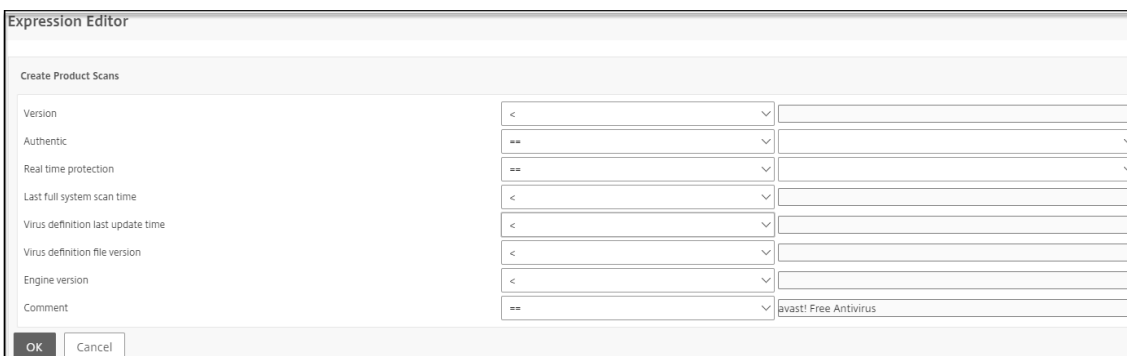 Expression Editor
Create Product Scans
Version <
Authentic ==
Real time protection ==
Last full system scan time <
Virus definition last update time <
Virus definition file version <
Engine version <
Comment == avast! Free Antivirus
OK Cancel